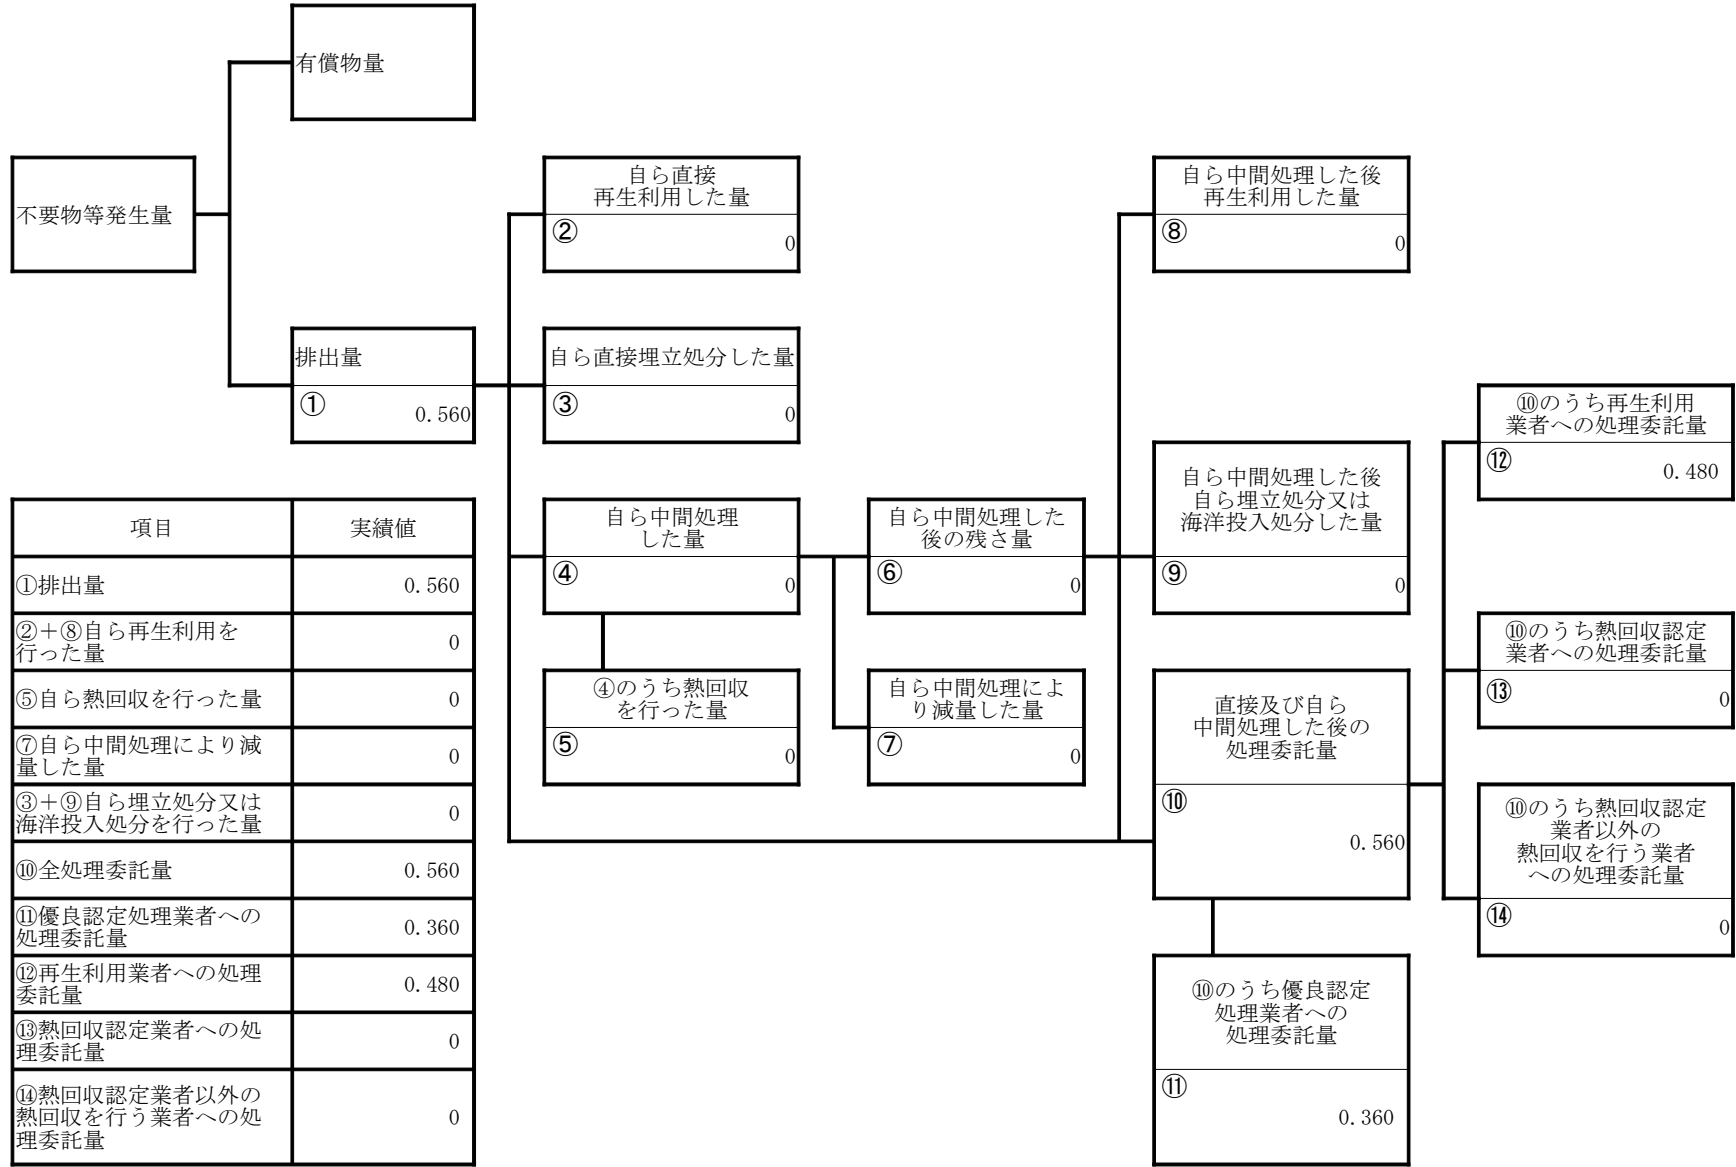 有償物量
不要物等発生量
自ら直接
再生利用した量
②
0
自ら中間処理した後
再生利用した量
⑧
0
排出量
①
0.560
自ら直接埋立処分した量
③
0
⑩のうち再生利用
業者への処理委託量
⑫
0.480
自ら中間処理
した量
④
0
自ら中間処理した
後の残さ量
⑥
0
自ら中間処理した後
自ら埋立処分又は
海洋投入処分した量
⑨
0
⑩のうち熱回収認定
業者への処理委託量
⑬
0
④のうち熱回収
を行った量
⑤
0
自ら中間処理によ
り減量した量
⑦
0
直接及び自ら
中間処理した後の
処理委託量
⑩
0.560
⑩のうち熱回収認定
業者以外の
熱回収を行う業者
への処理委託量
⑭
0
⑩のうち優良認定
処理業者への
処理委託量
⑪
0.360
項目 実績値
①排出量 0.560
②＋⑧自ら再生利用を
行った量 0
⑤自ら熱回収を行った量 0
⑦自ら中間処理により減
量した量 0
③＋⑨自ら埋立処分又は
海洋投入処分を行った量 0
⑩全処理委託量 0.560
⑪優良認定処理業者への
処理委託量 0.360
⑫再生利用業者への処理
委託量 0.480
⑬熱回収認定業者への処
理委託量 0
⑭熱回収認定業者以外の
熱回収を行う業者への処
理委託量 0